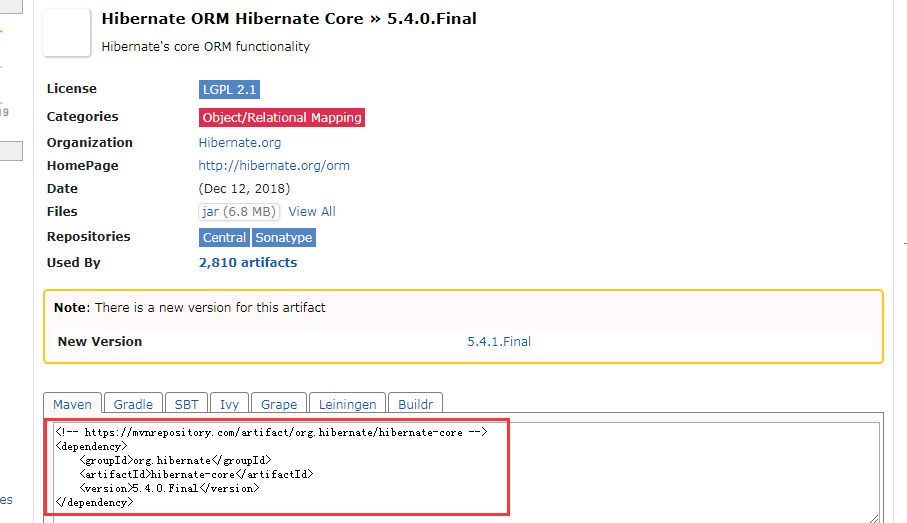 Hibernate ORM Hibernate Core » 5.4.0.Final
Hibernate's core ORM functionality
License LGPL 2.1
Categories Object/Relational Mapping
Organization Hibernate.org
HomePage http://hibernate.org/orm
Date (Dec 12, 2018)
Files jar (6.8 MB) View All
Repositories Central Sonatype
Used By 2,810 artifacts
Note: There is a new version for this artifact
New Version 5.4.1.Final
Maven Gradle SBT Ivy Grape Leiningen Buildr
<!-- https://mvnrepository.com/artifact/org.hibernate/hibernate-core -->
<dependency>
    <groupId>org.hibernate</groupId>
    <artifactId>hibernate-core</artifactId>
    <version>5.4.0.Final</version>
</dependency>